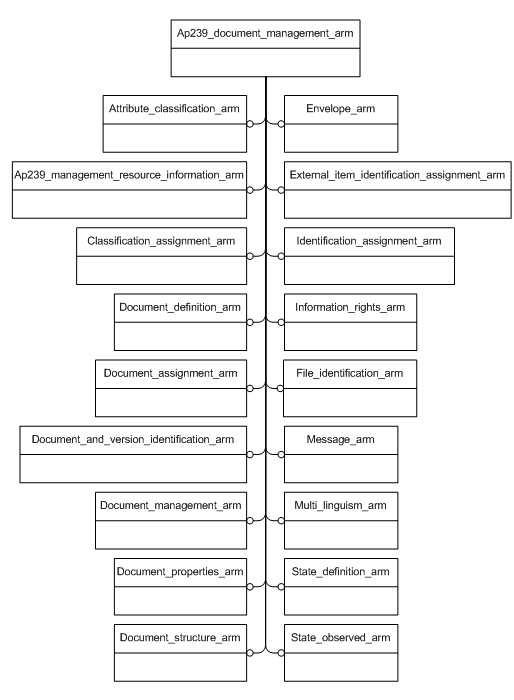 Ap239_document_management_arm
Attribute_classification_arm
Envelope_arm
Ap239_management_resource_information_arm
External_item_identification_assignment_arm
Classification_assignment_arm
Identification_assignment_arm
Document_definition_arm
Information_rights_arm
Document_assignment_arm
File_identification_arm
Document_and_version_identification_arm
Message_arm
Document_management_arm
Multi_linguism_arm
Document_properties_arm
State_definition_arm
Document_structure_arm
State_observed_arm